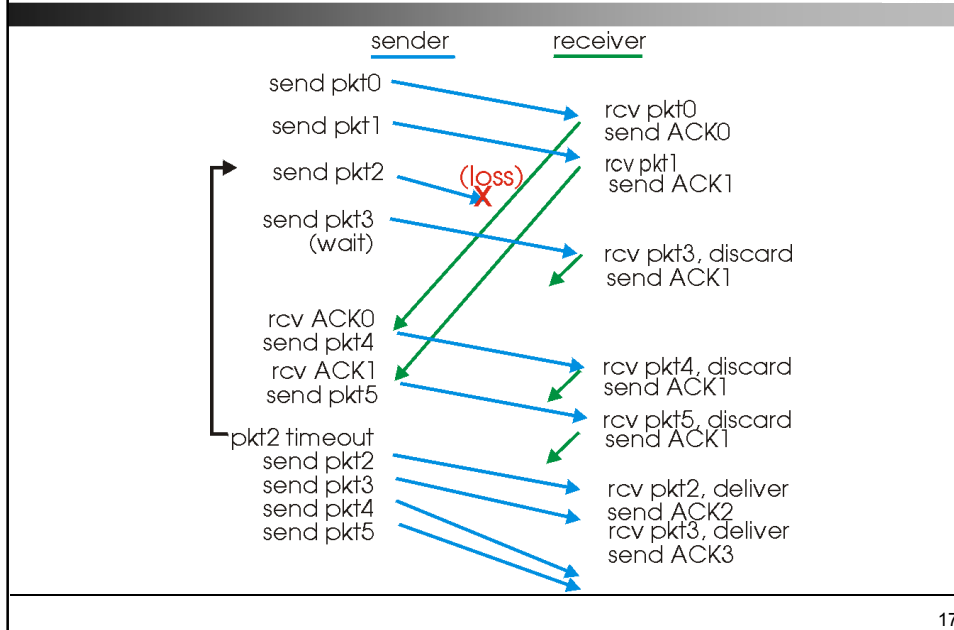 sender
receiver
send pkt0
send pkt1
send pkt2
send pkt3
(wait)
(loss)
X
rcv ACK0
send pkt4
rcv ACK1
send pkt5
pkt2 timeout
send pkt2
send pkt3
send pkt4
send pkt5
rcv pkt0
send ACK0
rcv pkt1
send ACK1
rcv pkt3, discard
send ACK1
rcv pkt4, discard
send ACK1
rcv pkt5, discard
send ACK1
rcv pkt2, deliver
send ACK2
rcv pkt3, deliver
send ACK3
17